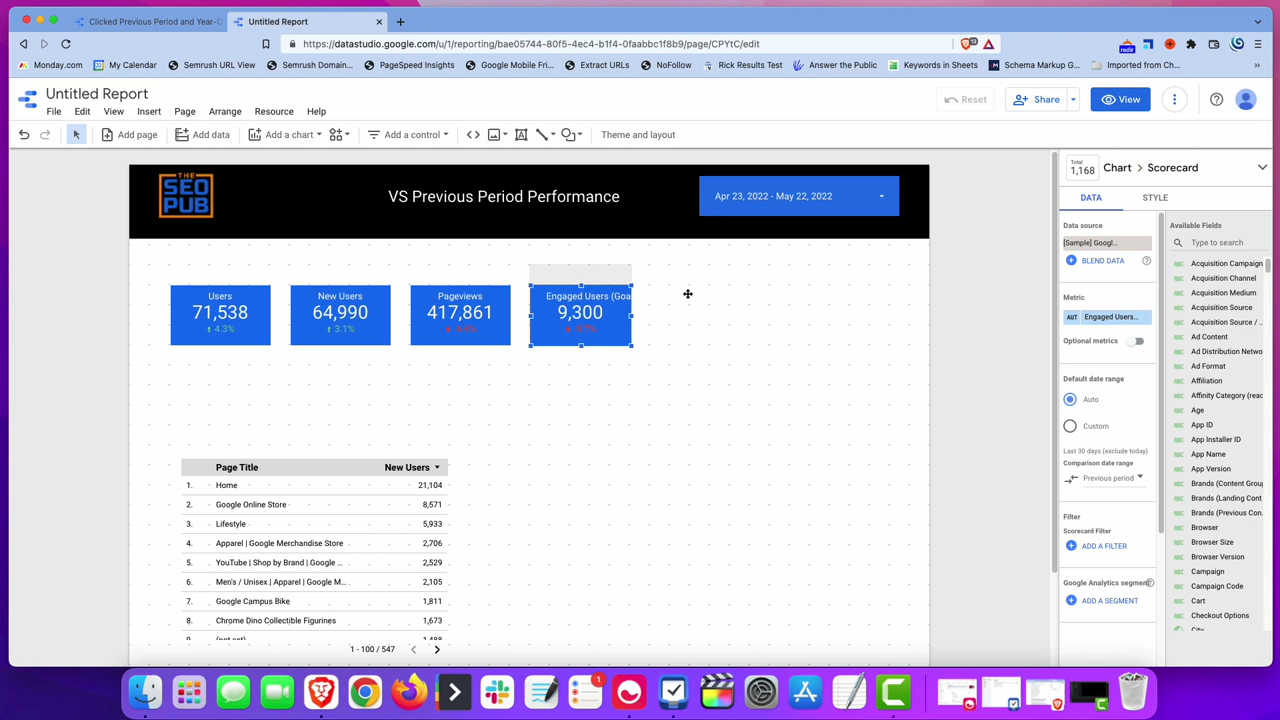 Clicked Previous Period and Year-O
Untitled Report
https://datastudio.google.com/u/1/reporting/bae05744-80f5-4ec4-b1f4-0faabbc1f8b9/page/CPYtC/edit
Monday.com My Calendar Semrush URL View Semrush Domain... PageSpeed Insights Google Mobile Fri... Extract URLs NoFollow Rick Results Test Answer the Public Keywords in Sheets Schema Markup G... Imported from Ch...
Untitled Report
File Edit View Insert Page Arrange Resource Help
Reset Share View
Add page Add data Add a chart Add a control Theme and layout
THE SEO PUB
VS Previous Period Performance
Apr 23, 2022 - May 22, 2022
Users New Users Pageviews Engaged Users (Goa
71,538 64,990 417,861 9,300
4.3% 3.1%
Page Title New Users
1. Home 21,104
2. Google Online Store 8,571
3. Lifestyle 5,933
4. Apparel | Google Merchandise Store 2,706
5. YouTube | Shop by Brand | Google ... 2,529
6. Men's / Unisex | Apparel | Google M... 2,105
7. Google Campus Bike 1,811
8. Chrome Dino Collectible Figurines 1,673
1 - 100 / 547
Total
1,168
Chart Scorecard
DATA STYLE
Data source
[Sample] Googl...
BLEND DATA
Metric
AUT Engaged Users...
Optional metrics
Default date range
Auto
Custom
Last 30 days (exclude today)
Comparison date range
Previous period
Filter
Scorecard Filter
ADD A FILTER
Google Analytics segment
ADD A SEGMENT
Available Fields
Type to search
Acquisition Campaign
Acquisition Channel
Acquisition Medium
Acquisition Source
Acquisition Source / ...
Ad Content
Ad Distribution Netwo
Ad Format
Affiliation
Affinity Category (reac
Age
App ID
App Installer ID
App Name
App Version
Brands (Content Group
Brands (Landing Cont.
Brands (Previous Con.
Browser
Browser Size
Browser Version
Campaign
Campaign Code
Cart
Checkout Options
City